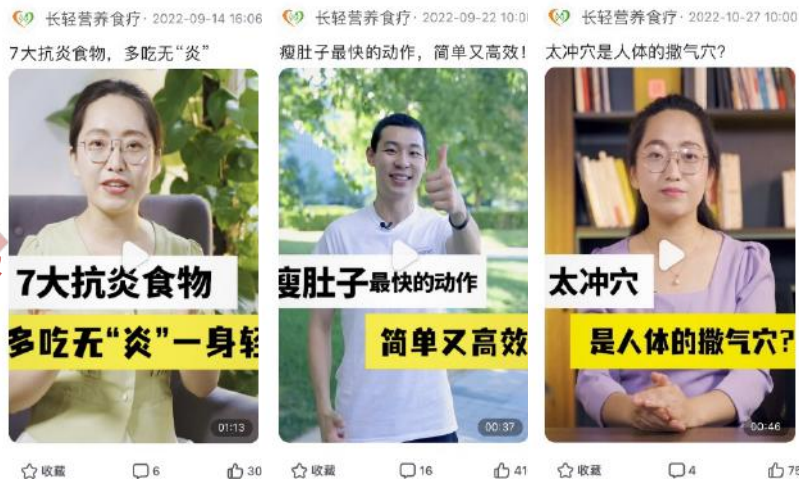 长轻营养食疗· 2022-09-14 16:06
7大抗炎食物，多吃无“炎”
7大抗炎食物
多吃无“炎”一身轻
01:13
收藏
6
30
长轻营养食疗· 2022-09-22 10:0
瘦肚子最快的动作，简单又高效!
瘦肚子最快的动作
简单又高效
00:37
收藏
16
41
长轻营养食疗· 2022-10-27 10:00
太冲穴是人体的撒气穴?
太冲穴
是人体的撒气穴?
00:46
收藏
4
75